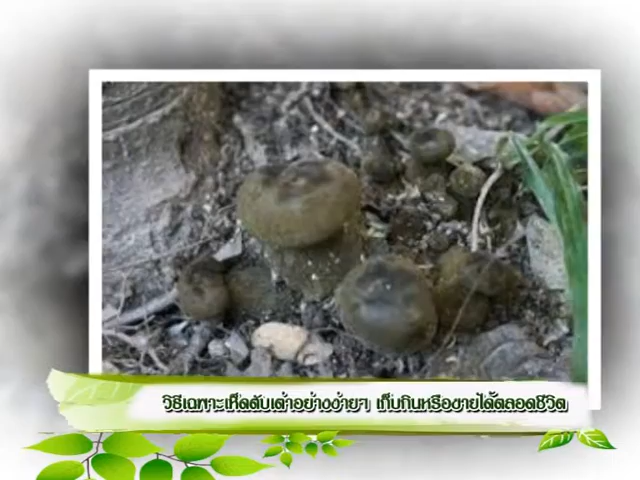 วิธีเฉพาะเห็ดตับเต่าอย่างง่ายๆ เก็บกินหรือขายได้ตลอดชีวิต